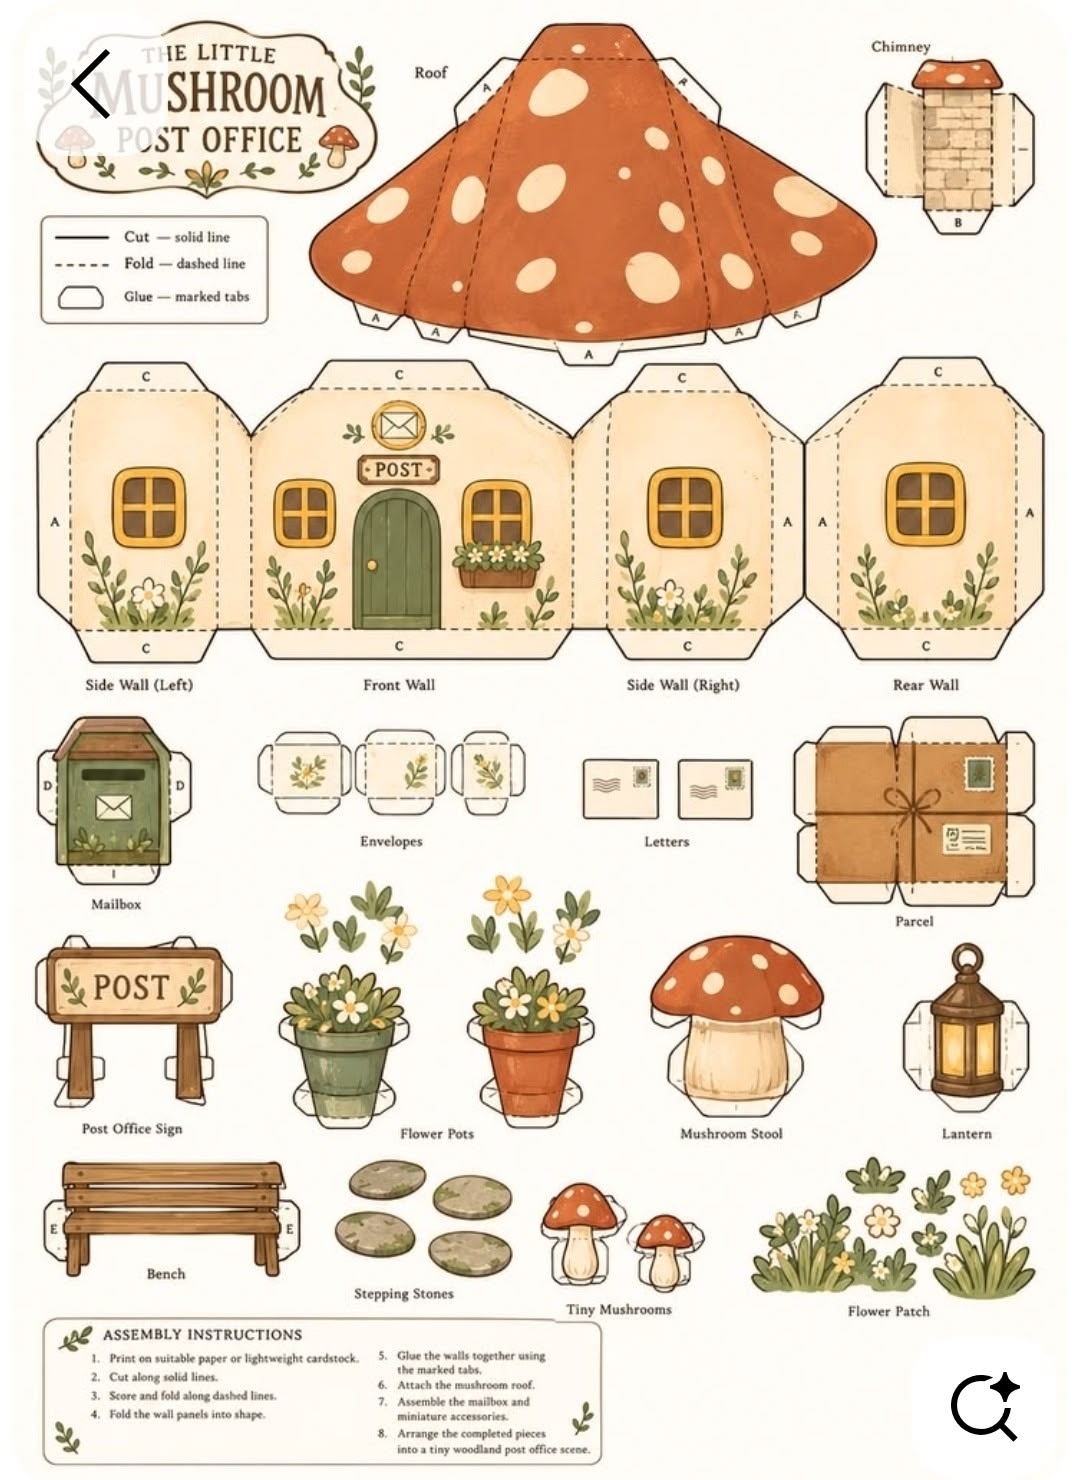 THE LITTLE
MUSHROOM
POST OFFICE
Roof
Chimney
A
A
B
Cut — solid line
Fold — dashed line
Glue — marked tabs
A
A
A
A
A
C
C
C
C
POST
A
A
A
A
C
C
C
C
Side Wall (Left)
Front Wall
Side Wall (Right)
Rear Wall
D
D
Envelopes
Letters
Mailbox
Parcel
POST
Post Office Sign
Flower Pots
Mushroom Stool
Lantern
E
E
Bench
Stepping Stones
Tiny Mushrooms
Flower Patch
ASSEMBLY INSTRUCTIONS
1. Print on suitable paper or lightweight cardstock.
2. Cut along solid lines.
3. Score and fold along dashed lines.
4. Fold the wall panels into shape.
5. Glue the walls together using
the marked tabs.
6. Attach the mushroom roof.
7. Assemble the mailbox and
miniature accessories.
8. Arrange the completed pieces
into a tiny woodland post office scene.